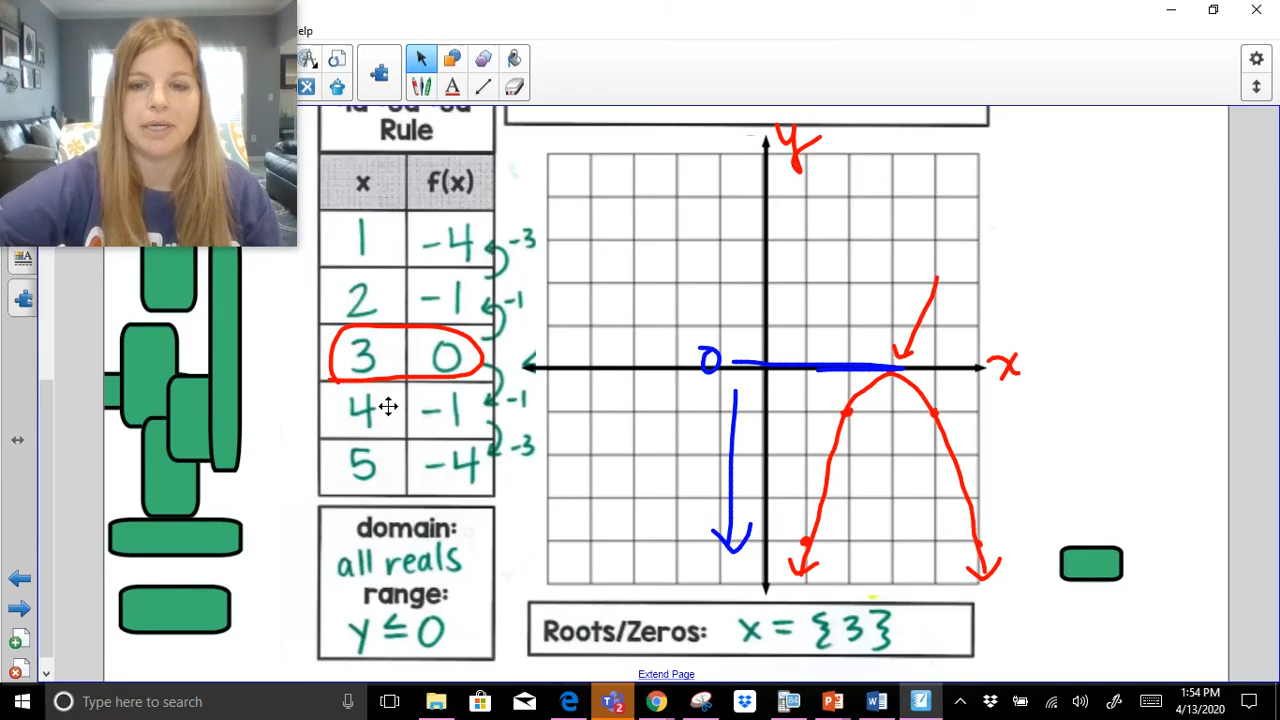 elp
Rule
x f(x)
1 -4
2 -1
3 0
4 -1
5 -4
-3
-1
-1
-3
domain:
all reals
range:
y ≤ 0
y
x
0
Roots/Zeros: x = {3}
Extend Page
Type here to search
2
1:54 PM
4/13/2020